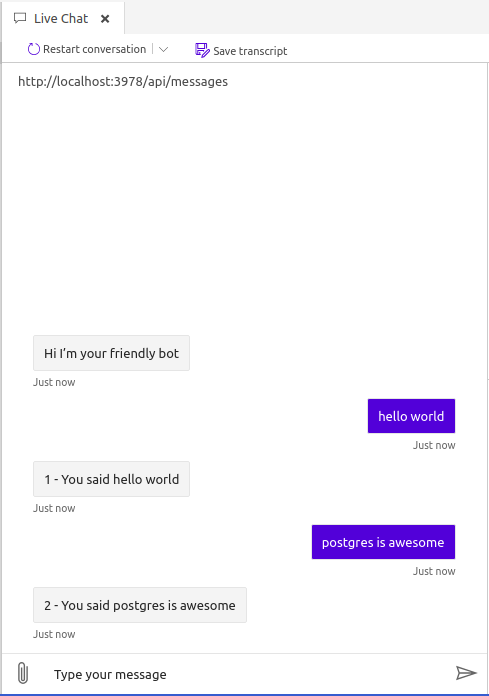 Live Chat
Restart conversation
Save transcript
http://localhost:3978/api/messages
Hi I’m your friendly bot
Just now
hello world
Just now
1 - You said hello world
Just now
postgres is awesome
Just now
2 - You said postgres is awesome
Just now
Type your message